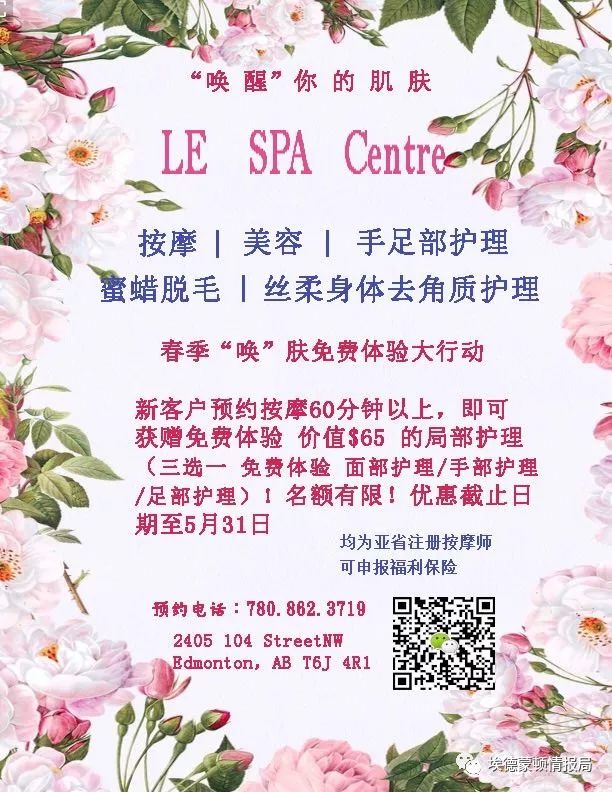 “唤 醒”你 的 肌 肤
LE SPA Centre
按摩 | 美容 | 手足部护理
蜜蜡脱毛 | 丝柔身体去角质护理
春季“唤”肤免费体验大行动
新客户预约按摩60分钟以上，即可
获赠免费体验 价值$65 的局部护理
（三选一 免费体验 面部护理/手部护理
/足部护理）！名额有限！优惠截止日
期至5月31日
均为亚省注册按摩师
可申报福利保险
预约电话：780.862.3719
2405 104 StreetNW
Edmonton, AB T6J 4R1
埃德蒙顿情报局